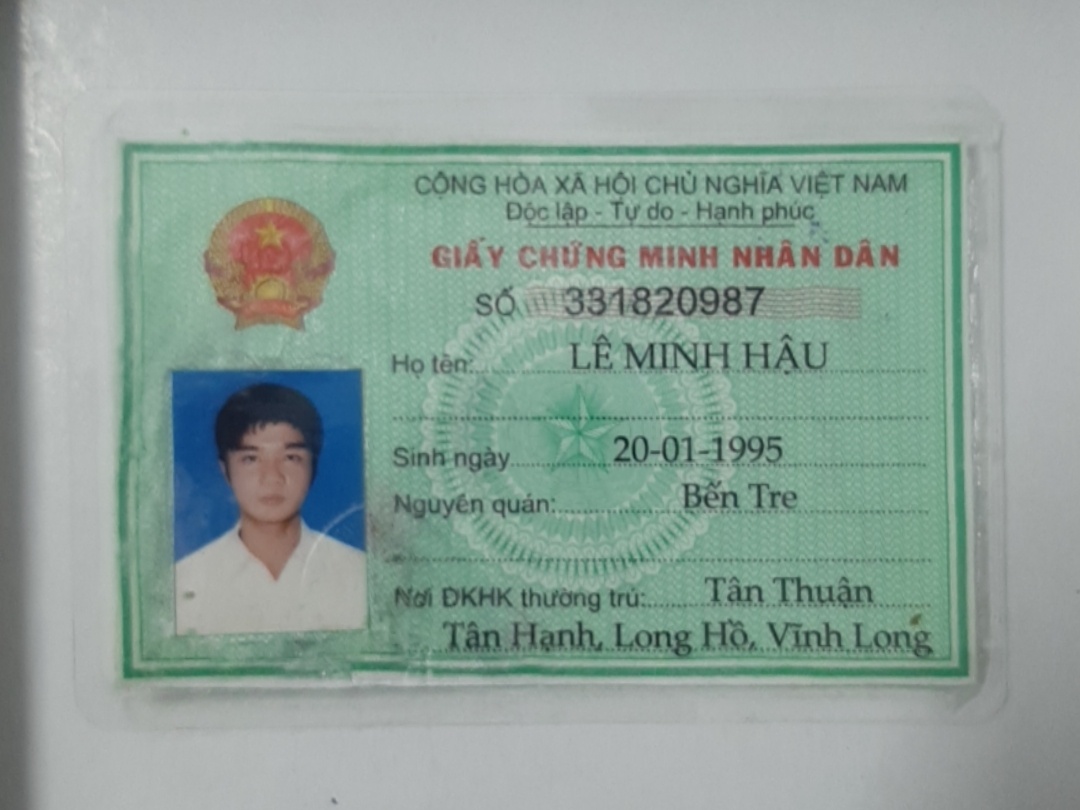 CỘNG HÒA XÃ HỘI CHỦ NGHĨA VIỆT NAM
Độc lập - Tự do - Hạnh phúc
GIẤY CHỨNG MINH NHÂN DÂN
SỐ 331820987
Họ tên: LÊ MINH HẬU
Sinh ngày 20-01-1995
Nguyên quán: Bến Tre
Nơi ĐKHK thường trú: Tân Thuận
Tân Hạnh, Long Hồ, Vĩnh Long